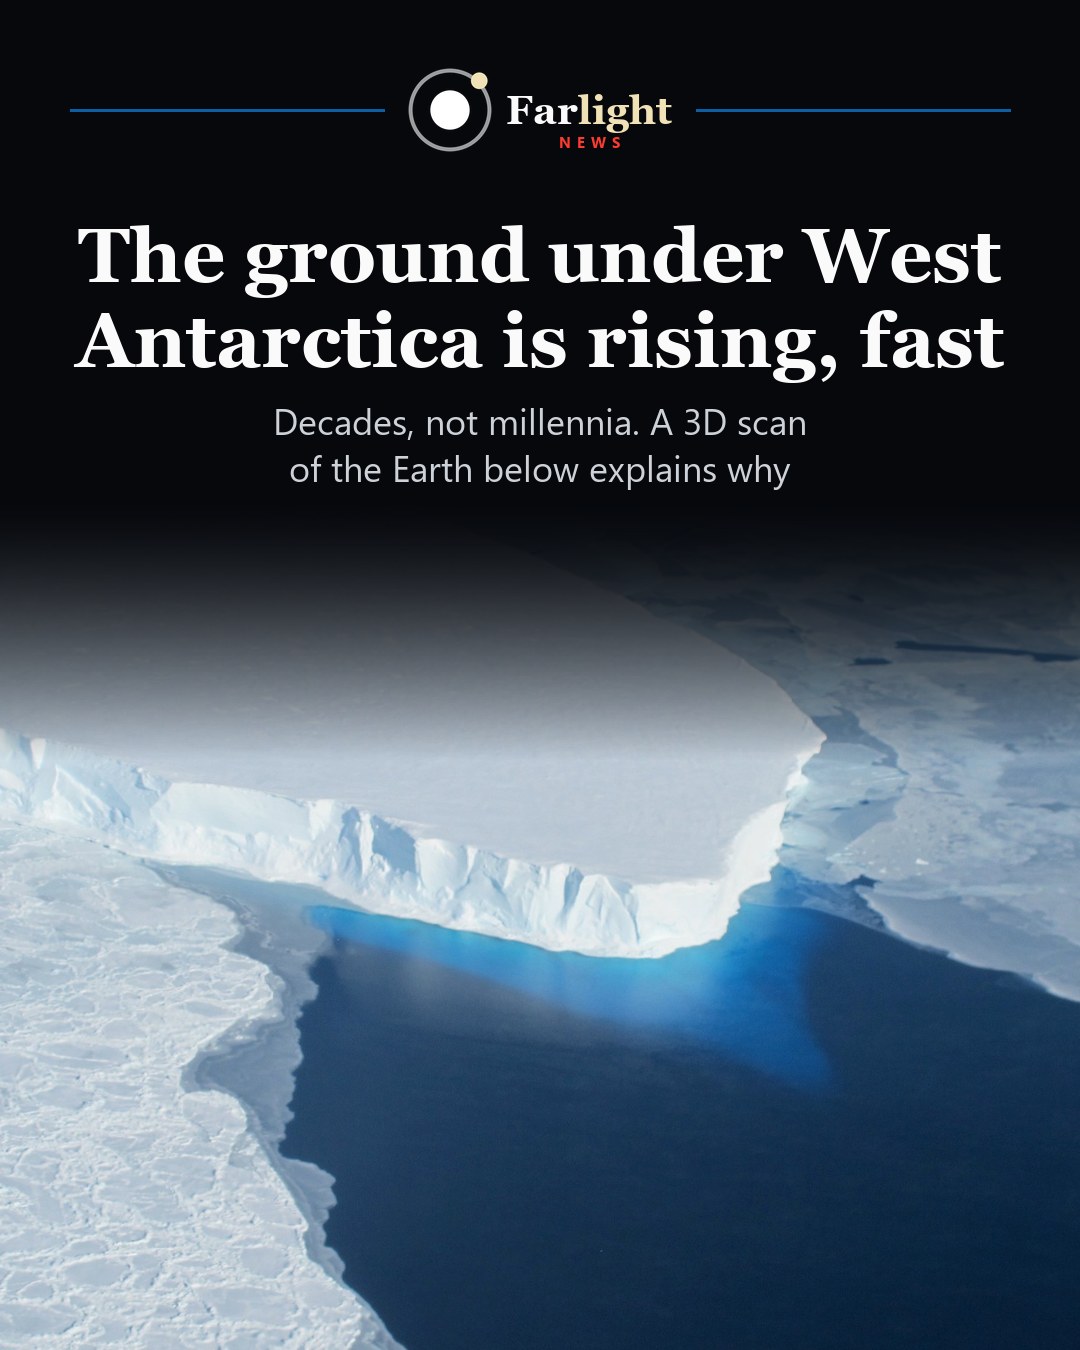 Farlight
NEWS
The ground under West
Antarctica is rising, fast
Decades, not millennia. A 3D scan
of the Earth below explains why